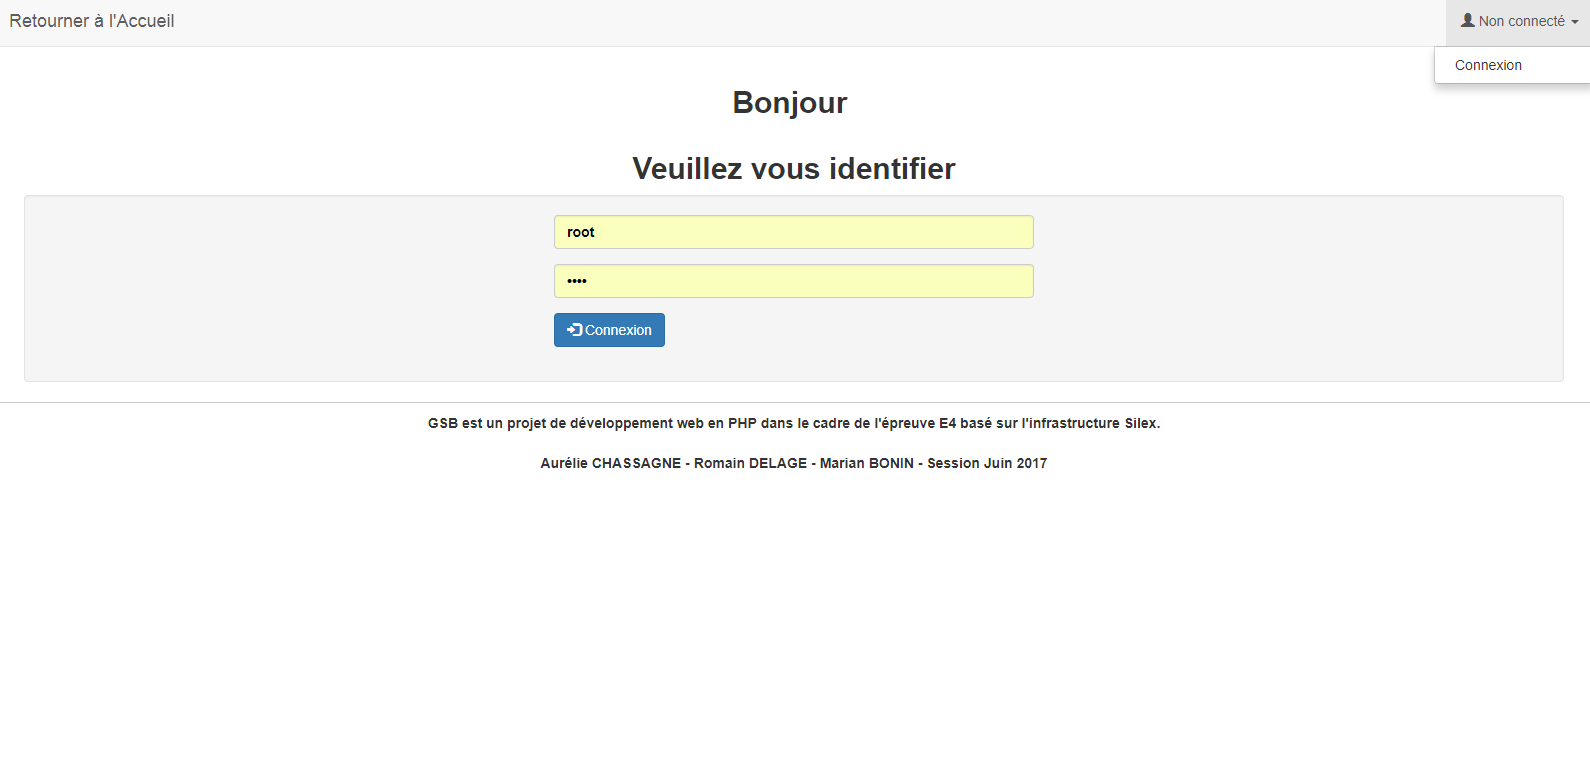 Retourner à l'Accueil
Non connecté
Connexion
Bonjour
Veuillez vous identifier
root
••••
Connexion
GSB est un projet de développement web en PHP dans le cadre de l'épreuve E4 basé sur l'infrastructure Silex.
Aurélie CHASSAGNE - Romain DELAGE - Marian BONIN - Session Juin 2017